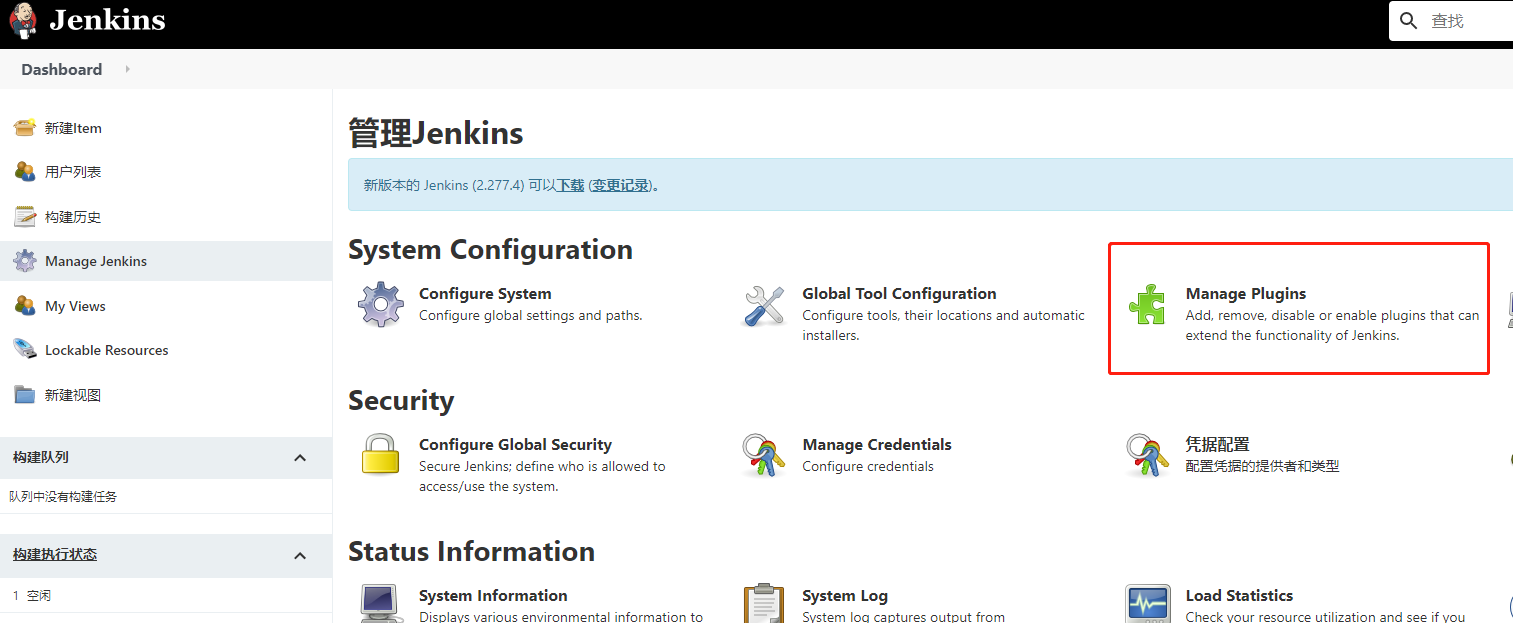 Jenkins
查找
Dashboard
新建Item
用户列表
构建历史
Manage Jenkins
My Views
Lockable Resources
新建视图
构建队列
队列中没有构建任务
构建执行状态
1 空闲
管理Jenkins
新版本的 Jenkins (2.277.4) 可以下载 (变更记录)。
System Configuration
Configure System
Configure global settings and paths.
Global Tool Configuration
Configure tools, their locations and automatic
installers.
Manage Plugins
Add, remove, disable or enable plugins that can
extend the functionality of Jenkins.
Security
Configure Global Security
Secure Jenkins; define who is allowed to
access/use the system.
Manage Credentials
Configure credentials
凭据配置
配置凭据的提供者和类型
Status Information
System Information
Displays various environmental information to
System Log
System log captures output from
Load Statistics
Check your resource utilization and see if you